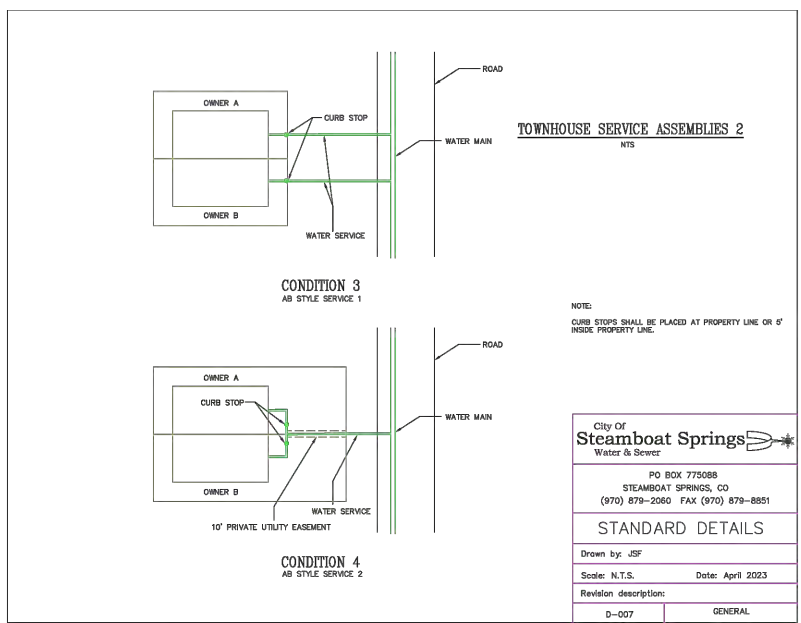 ROAD
OWNER A
CURB STOP
TOWNHOUSE SERVICE ASSEMBLIES 2
NTS
WATER MAIN
OWNER B
WATER SERVICE
CONDITION 3
AB STYLE SERVICE 1
NOTE:
CURB STOPS SHALL BE PLACED AT PROPERTY LINE OR 5'
INSIDE PROPERTY LINE.
ROAD
OWNER A
CURB STOP
WATER MAIN
OWNER B
WATER SERVICE
10' PRIVATE UTILITY EASEMENT
CONDITION 4
AB STYLE SERVICE 2
City Of
Steamboat Springs
Water & Sewer
PO BOX 775088
STEAMBOAT SPRINGS, CO
(970) 879-2060 FAX (970) 879-8851
STANDARD DETAILS
Drawn by: JSF
Scale: N.T.S. Date: April 2023
Revision description:
D-007 GENERAL